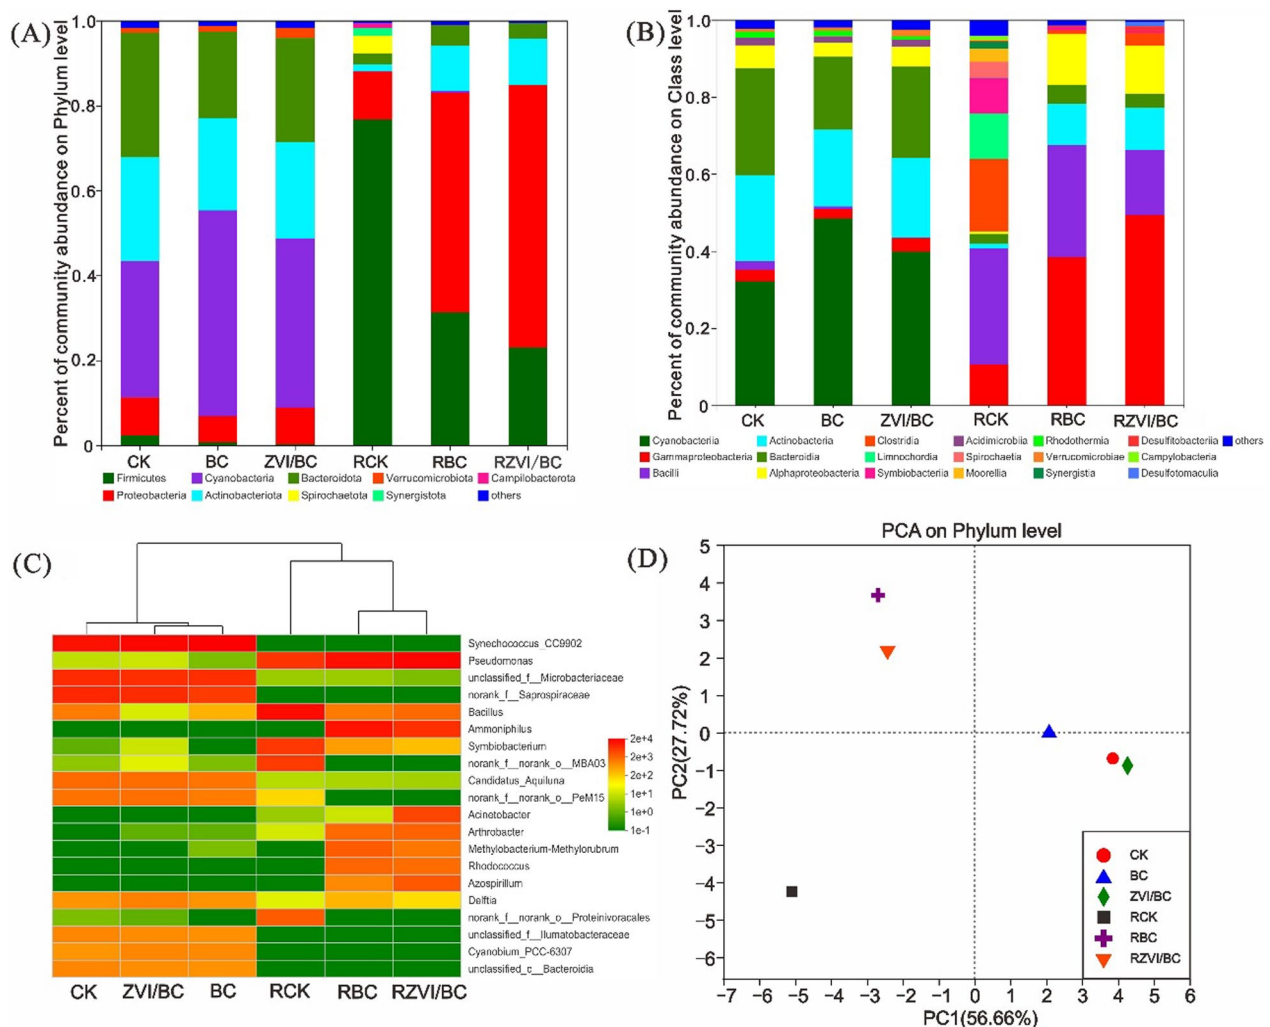 (A)
Percent of community abundance on Phylum level
1.0
0.8
0.6
0.4
0.2
0
CK BC ZVI/BC RCK RBC RZVI/BC
Firmicutes Cyanobacteria Bacteroidota Verrucomicrobiota Campilobacterota
Proteobacteria Actinobacteriota Spirochaetota Synergistota others
(B)
Percent of community abundance on Class level
1.0
0.8
0.6
0.4
0.2
0
CK BC ZVI/BC RCK RBC RZVI/BC
Cyanobacteriia Actinobacteria Clostridia Acidimicrobiia Rhodothermia Desulfitobacteriia others
Gammaproteobacteria Bacteroidia Limnochordia Spirochaetia Verrucomicrobiae Campylobacteria
Bacilli Alphaproteobacteria Symbiobacteriia Moorellia Synergistia Desulfotomaculia
(C)
Synechococcus_CC9902
Pseudomonas
unclassified_f__Microbacteriaceae
norank_f__Saprospiraceae
Bacillus
Ammoniphilus
Symbiobacterium
norank_f__norank_o__MBA03
Candidatus_Aquiluna
norank_f__norank_o__PeM15
Acinetobacter
Arthrobacter
Methylobacterium-Methylorubrum
Rhodococcus
Azospirillum
Delftia
norank_f__norank_o__Proteinivoracales
unclassified_f__Ilumatobacteraceae
Cyanobium_PCC-6307
unclassified_c__Bacteroidia
2e+4
2e+3
2e+2
1e+1
1e+0
1e-1
CK ZVI/BC BC RCK RBC RZVI/BC
(D)
PCA on Phylum level
PC2(27.72%)
5
4
3
2
1
0
-1
-2
-3
-4
-5
-6
CK
BC
ZVI/BC
RCK
RBC
RZVI/BC
-7 -6 -5 -4 -3 -2 -1 0 1 2 3 4 5 6
PC1(56.66%)